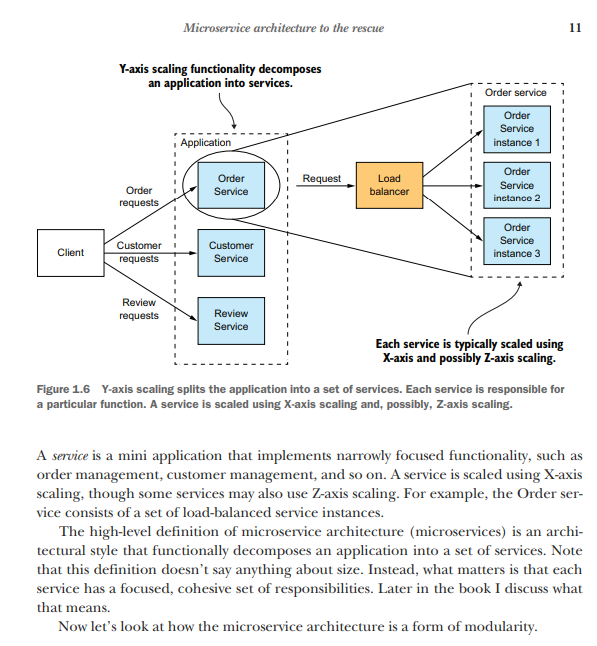 Microservice architecture to the rescue
11
Y-axis scaling functionality decomposes
an application into services.
Application
Order
Service
Order
requests
Client
Customer
requests
Customer
Service
Review
requests
Review
Service
Request
Load
balancer
Order service
Order
Service
instance 1
Order
Service
instance 2
Order
Service
instance 3
Each service is typically scaled using
X-axis and possibly Z-axis scaling.
Figure 1.6 Y-axis scaling splits the application into a set of services. Each service is responsible for
a particular function. A service is scaled using X-axis scaling and, possibly, Z-axis scaling.
A service is a mini application that implements narrowly focused functionality, such as
order management, customer management, and so on. A service is scaled using X-axis
scaling, though some services may also use Z-axis scaling. For example, the Order ser-
vice consists of a set of load-balanced service instances.
The high-level definition of microservice architecture (microservices) is an archi-
tectural style that functionally decomposes an application into a set of services. Note
that this definition doesn't say anything about size. Instead, what matters is that each
service has a focused, cohesive set of responsibilities. Later in the book I discuss what
that means.
Now let's look at how the microservice architecture is a form of modularity.